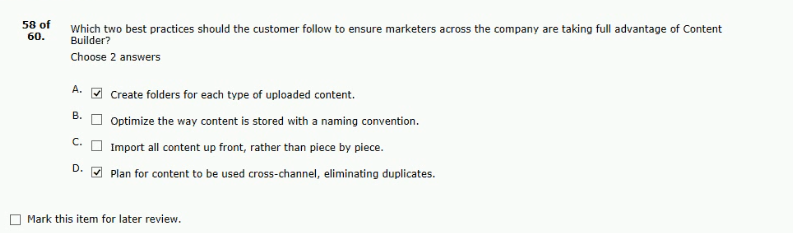 58 of
60.
Which two best practices should the customer follow to ensure marketers across the company are taking full advantage of Content
Builder?
Choose 2 answers
A. Create folders for each type of uploaded content.
B. Optimize the way content is stored with a naming convention.
C. Import all content up front, rather than piece by piece.
D. Plan for content to be used cross-channel, eliminating duplicates.
Mark this item for later review.